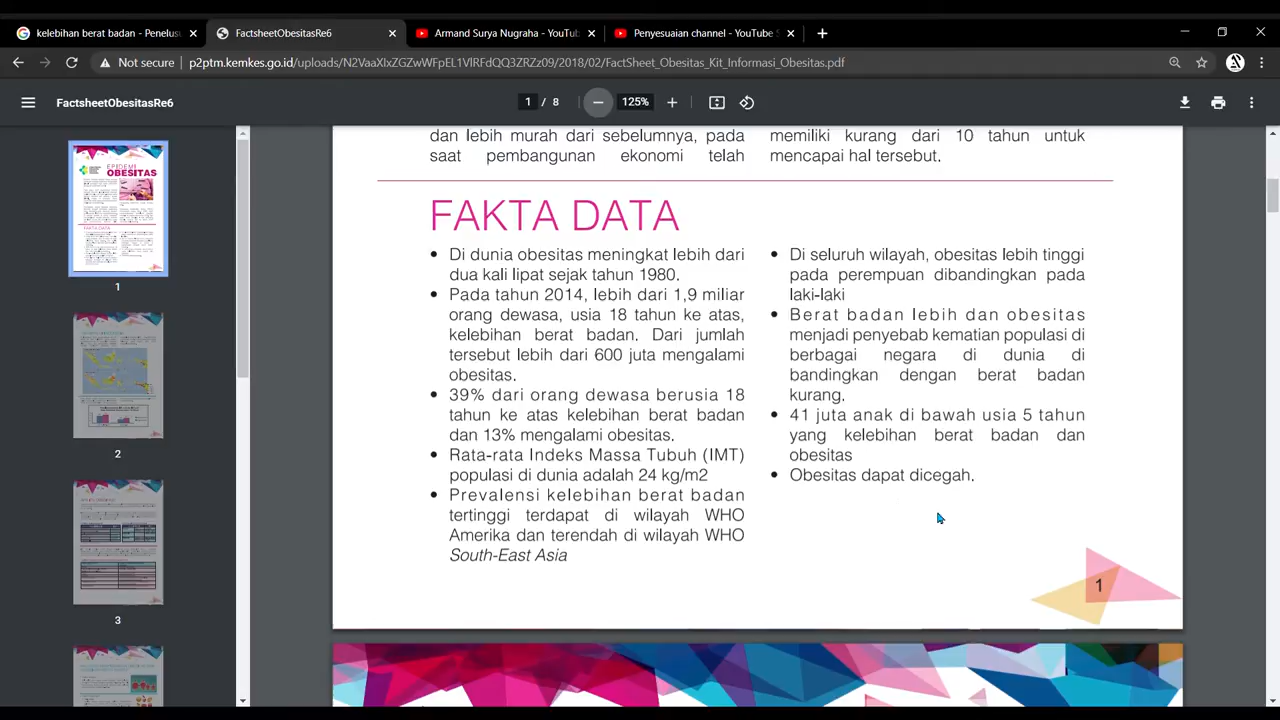 kelebihan berat badan - Penelusu
FactsheetObesitasRe6
Armand Surya Nugraha - YouTu
Penyesuaian channel - YouTube S
Not secure
p2ptm.kemkes.go.id/uploads/N2VaaXIxZGZwWFpEL1VlRFdQQ3ZRZz09/2018/02/FactSheet_Obesitas_Kit_Informasi_Obesitas.pdf
FactsheetObesitasRe6
1 / 8
125%
EPIDEMI
OBESITAS
1
2
3
dan lebih murah dari sebelumnya, pada
saat pembangunan ekonomi telah
memiliki kurang dari 10 tahun untuk
mencapai hal tersebut.
FAKTA DATA
• Di dunia obesitas meningkat lebih dari
dua kali lipat sejak tahun 1980.
• Pada tahun 2014, lebih dari 1,9 miliar
orang dewasa, usia 18 tahun ke atas,
kelebihan berat badan. Dari jumlah
tersebut lebih dari 600 juta mengalami
obesitas.
• 39% dari orang dewasa berusia 18
tahun ke atas kelebihan berat badan
dan 13% mengalami obesitas.
• Rata-rata Indeks Massa Tubuh (IMT)
populasi di dunia adalah 24 kg/m2
• Prevalensi kelebihan berat badan
tertinggi terdapat di wilayah WHO
Amerika dan terendah di wilayah WHO
South-East Asia
• Di seluruh wilayah, obesitas lebih tinggi
pada perempuan dibandingkan pada
laki-laki
• Berat badan lebih dan obesitas
menjadi penyebab kematian populasi di
berbagai negara di dunia di
bandingkan dengan berat badan
kurang.
• 41 juta anak di bawah usia 5 tahun
yang kelebihan berat badan dan
obesitas
• Obesitas dapat dicegah.
1